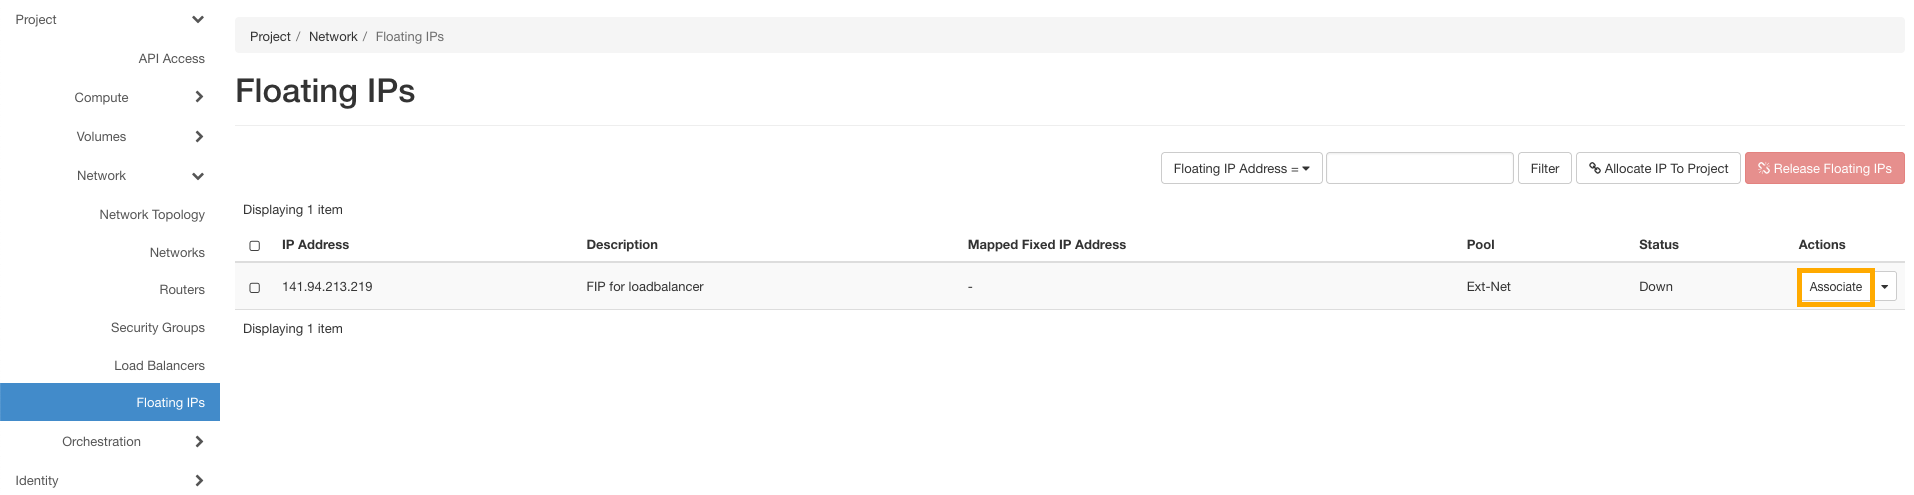 Project
API Access
Compute
Volumes
Network
Network Topology
Networks
Routers
Security Groups
Load Balancers
Floating IPs
Orchestration
Identity
Project / Network / Floating IPs
Floating IPs
Floating IP Address = Filter Allocate IP To Project Release Floating IPs
Displaying 1 item
IP Address Description Mapped Fixed IP Address Pool Status Actions
141.94.213.219 FIP for loadbalancer - Ext-Net Down Associate
Displaying 1 item